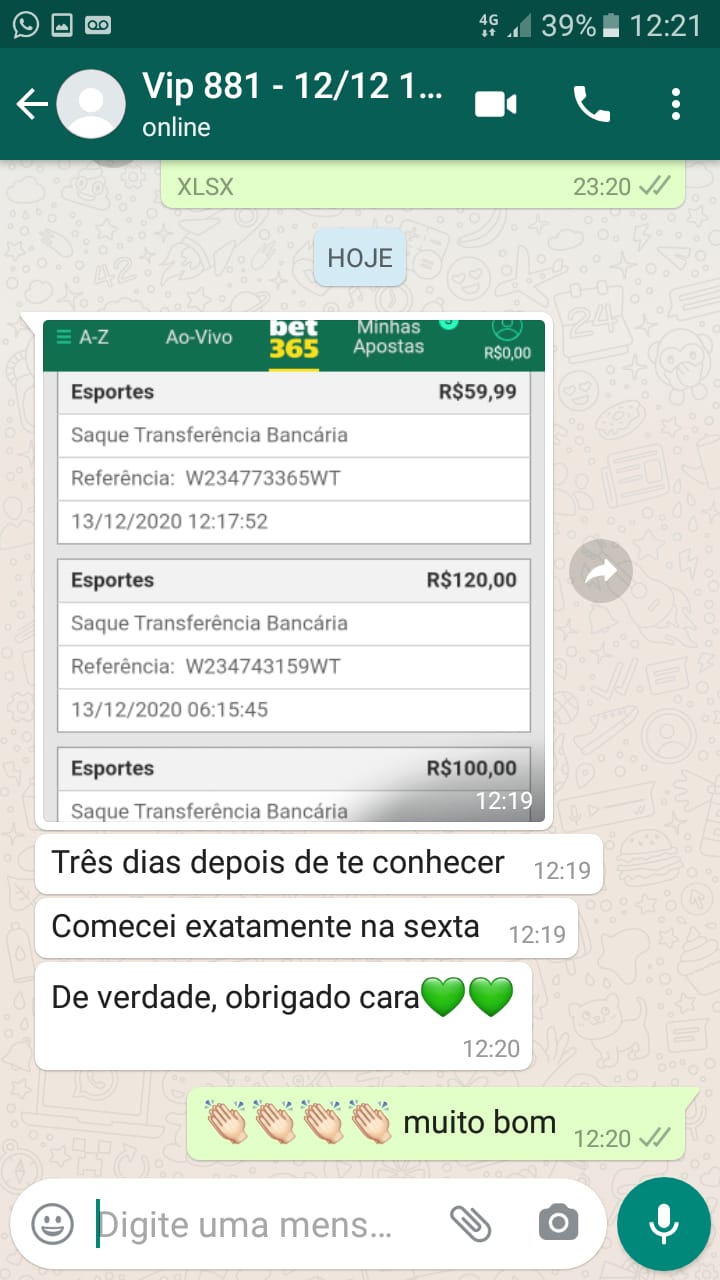 4G 39% 12:21
Vip 881 - 12/12 1...
online
XLSX 23:20
HOJE
A-Z Ao-Vivo bet365 Minhas Apostas R$0,00
Esportes R$59,99
Saque Transferência Bancária
Referência: W234773365WT
13/12/2020 12:17:52
Esportes R$120,00
Saque Transferência Bancária
Referência: W234743159WT
13/12/2020 06:15:45
Esportes R$100,00
Saque Transferência Bancária
12:19
Três dias depois de te conhecer 12:19
Comecei exatamente na sexta 12:19
De verdade, obrigado cara💚💚
12:20
👏🏻👏🏻👏🏻👏🏻 muito bom 12:20
Digite uma mens...